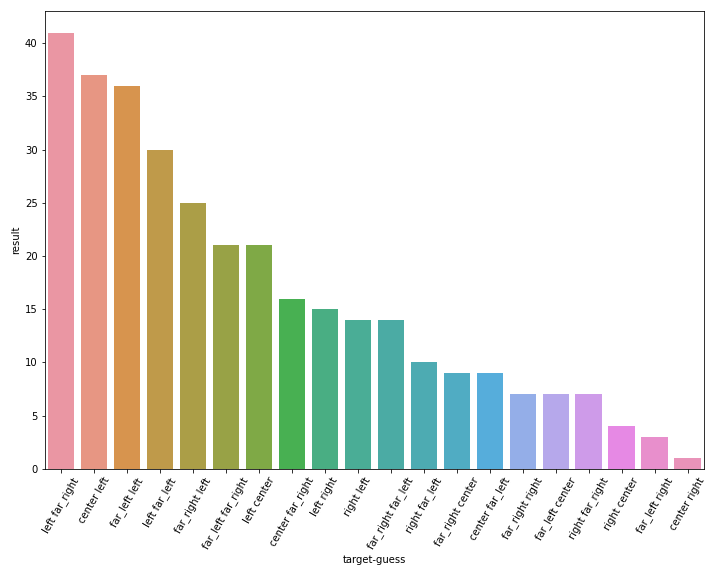 40
35
30
25
20
15
10
5
0
result
left far_right
center left
far_left left
left far_left
far_right left
far_left far_right
left center
center far_right
left right
right left
far_right far_left
right far_left
far_right center
center far_left
far_right right
far_left center
right far_right
right center
far_left right
center right
target-guess